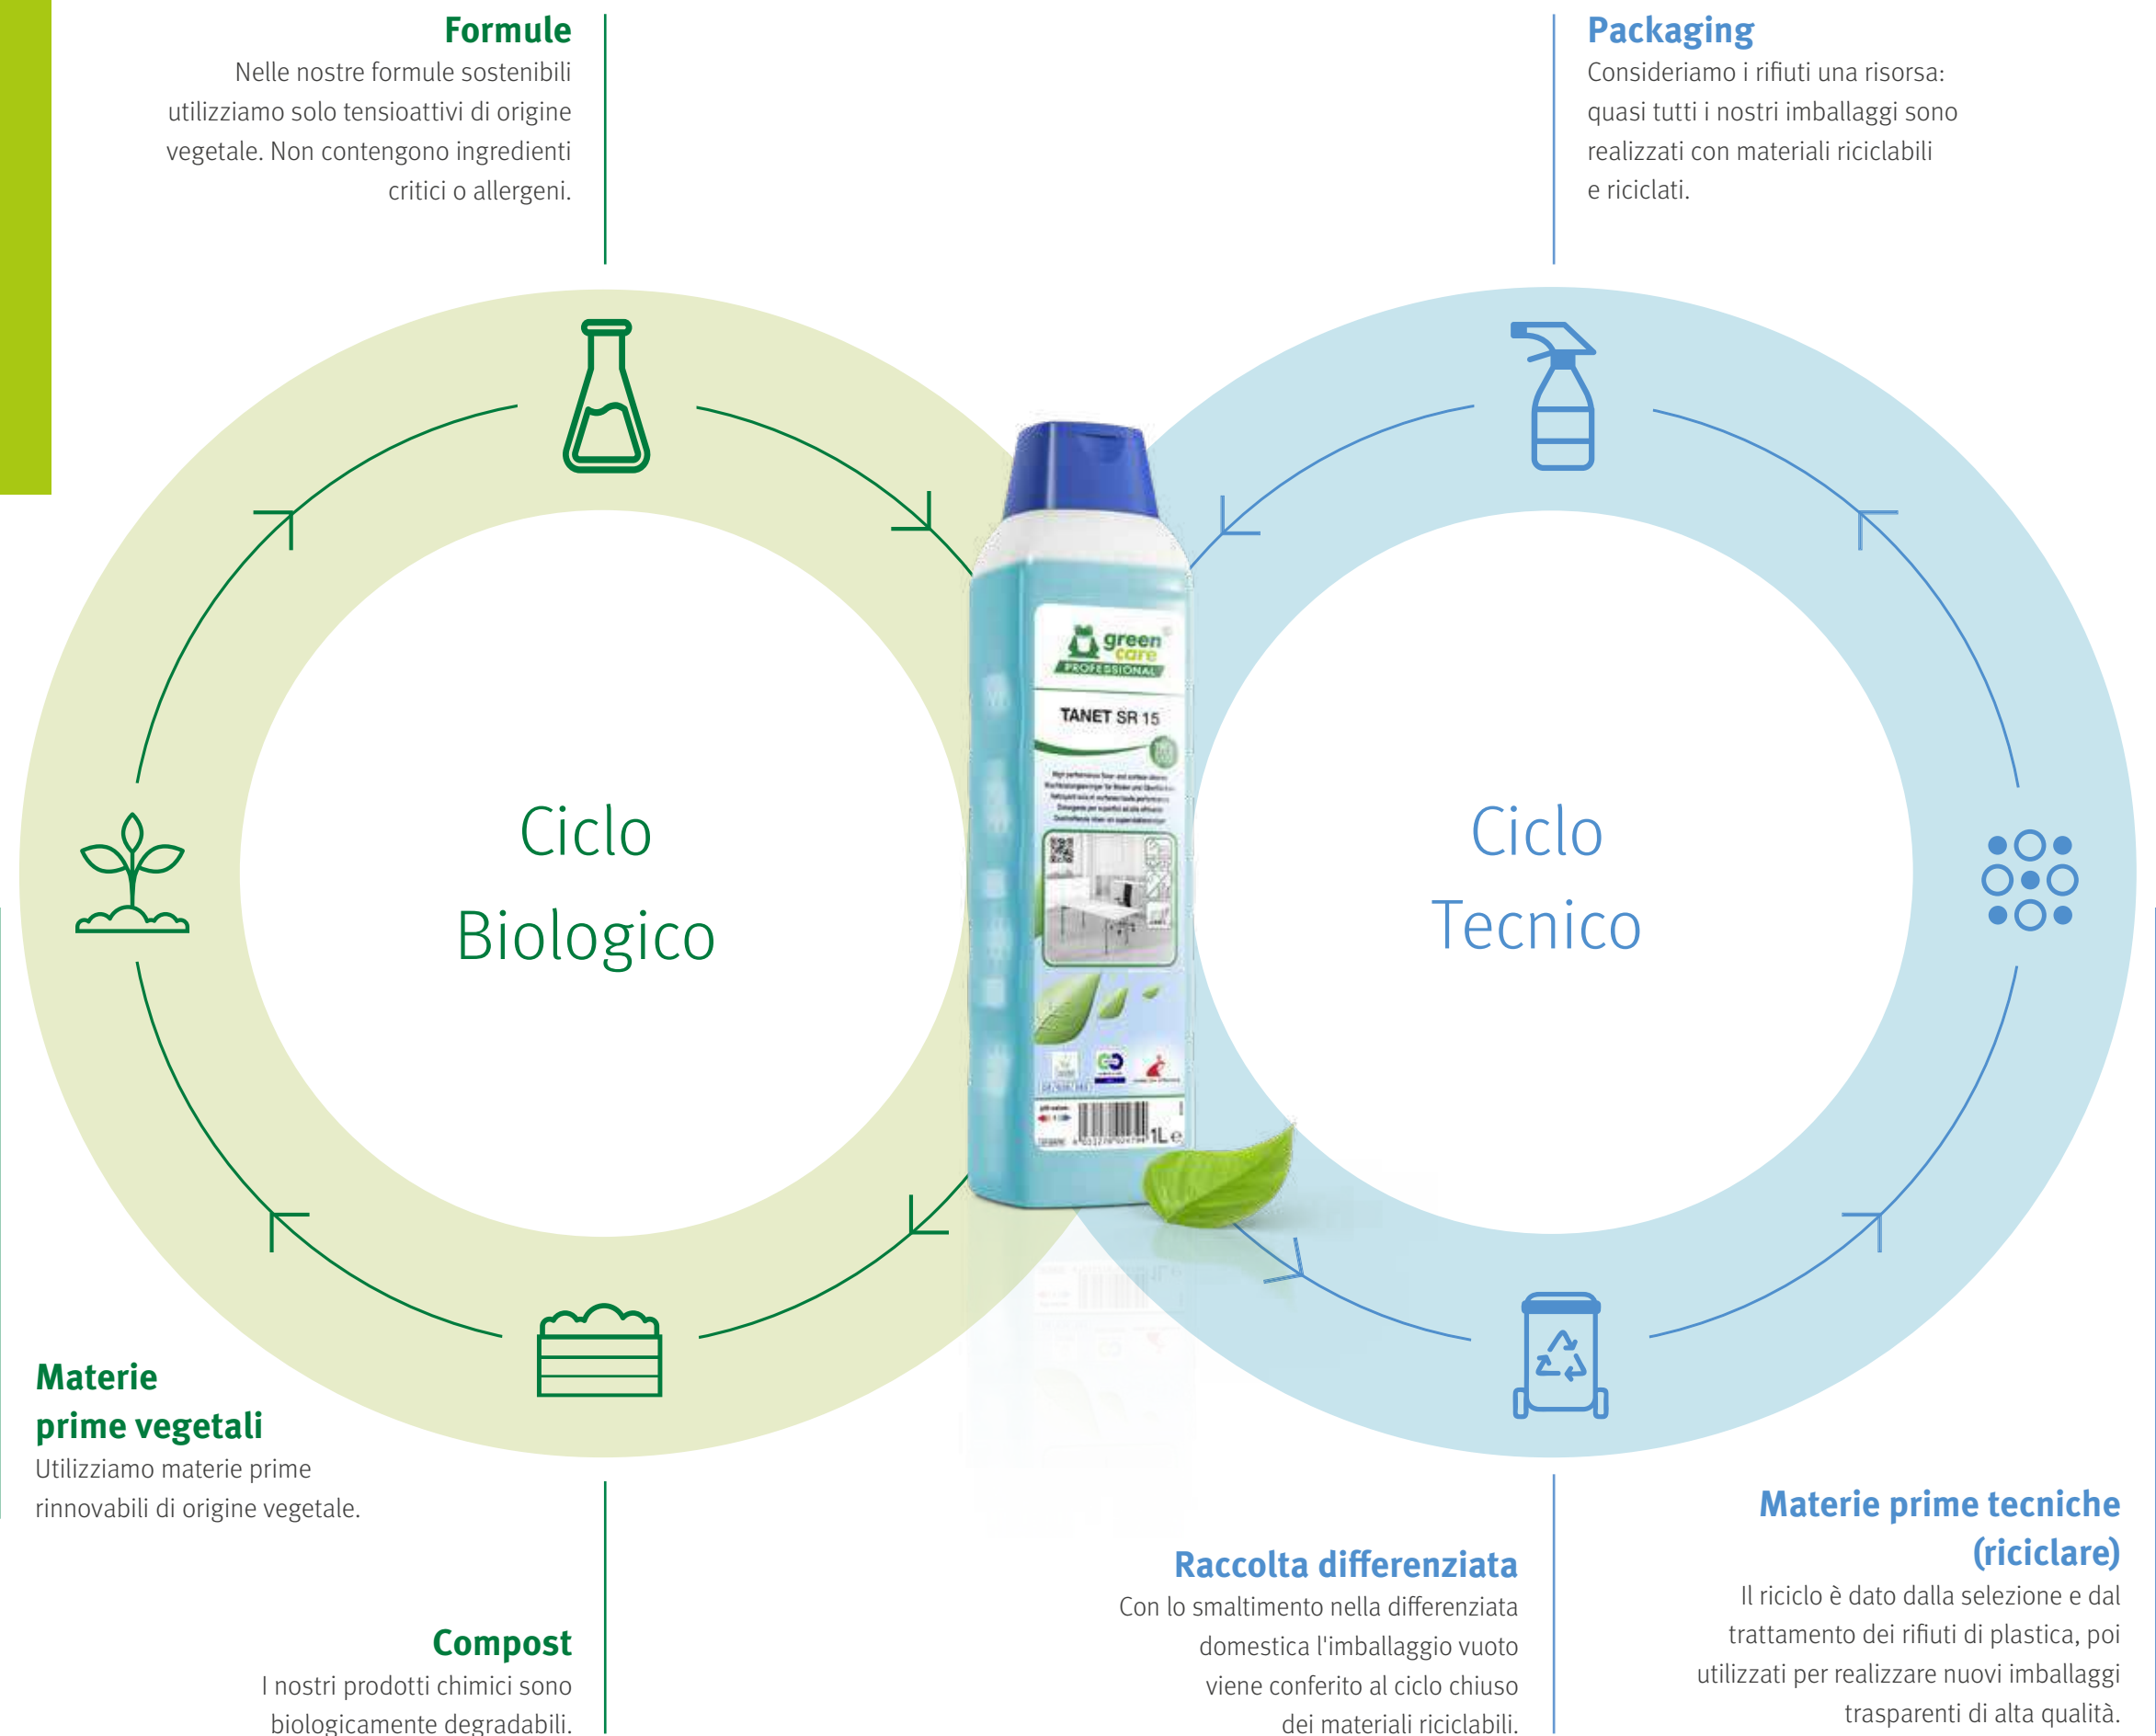 Formule
Nelle nostre formule sostenibili
utilizziamo solo tensioattivi di origine
vegetale. Non contengono ingredienti
critici o allergeni.
Packaging
Consideriamo i rifiuti una risorsa:
quasi tutti i nostri imballaggi sono
realizzati con materiali riciclabili
e riciclati.
green
care
PROFESSIONAL
TANET SR 15
1L e
Ciclo
Biologico
Ciclo
Tecnico
Materie
prime vegetali
Utilizziamo materie prime
rinnovabili di origine vegetale.
Compost
I nostri prodotti chimici sono
biologicamente degradabili.
Raccolta differenziata
Con lo smaltimento nella differenziata
domestica l'imballaggio vuoto
viene conferito al ciclo chiuso
dei materiali riciclabili.
Materie prime tecniche
(riciclare)
Il riciclo è dato dalla selezione e dal
trattamento dei rifiuti di plastica, poi
utilizzati per realizzare nuovi imballaggi
trasparenti di alta qualità.